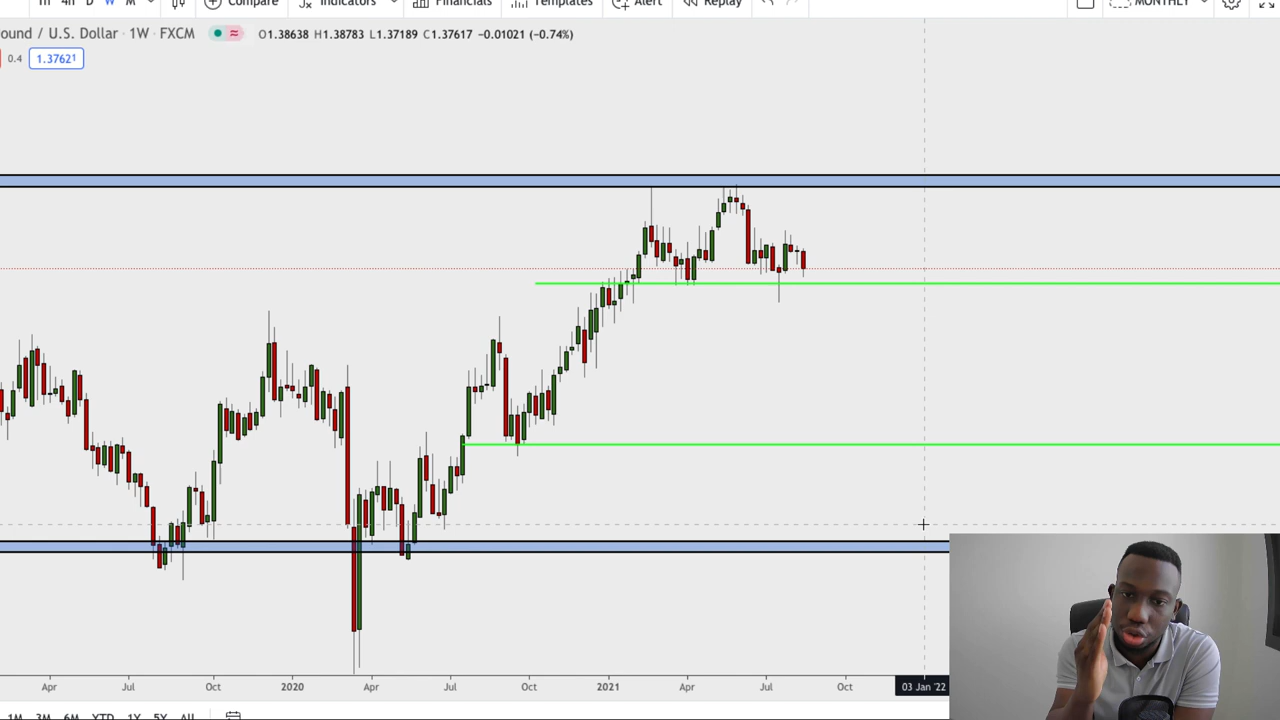 4h D W M Compare Indicators Financials Templates Alert Replay MONTHLY
ound / U.S. Dollar · 1W · FXCM O1.38638 H1.38783 L1.37189 C1.37617 −0.01021 (−0.74%)
0.4 1.37621
Apr Jul Oct 2020 Apr Jul Oct 2021 Apr Jul Oct 03 Jan '22
1M 3M 6M YTD 1Y 5Y All